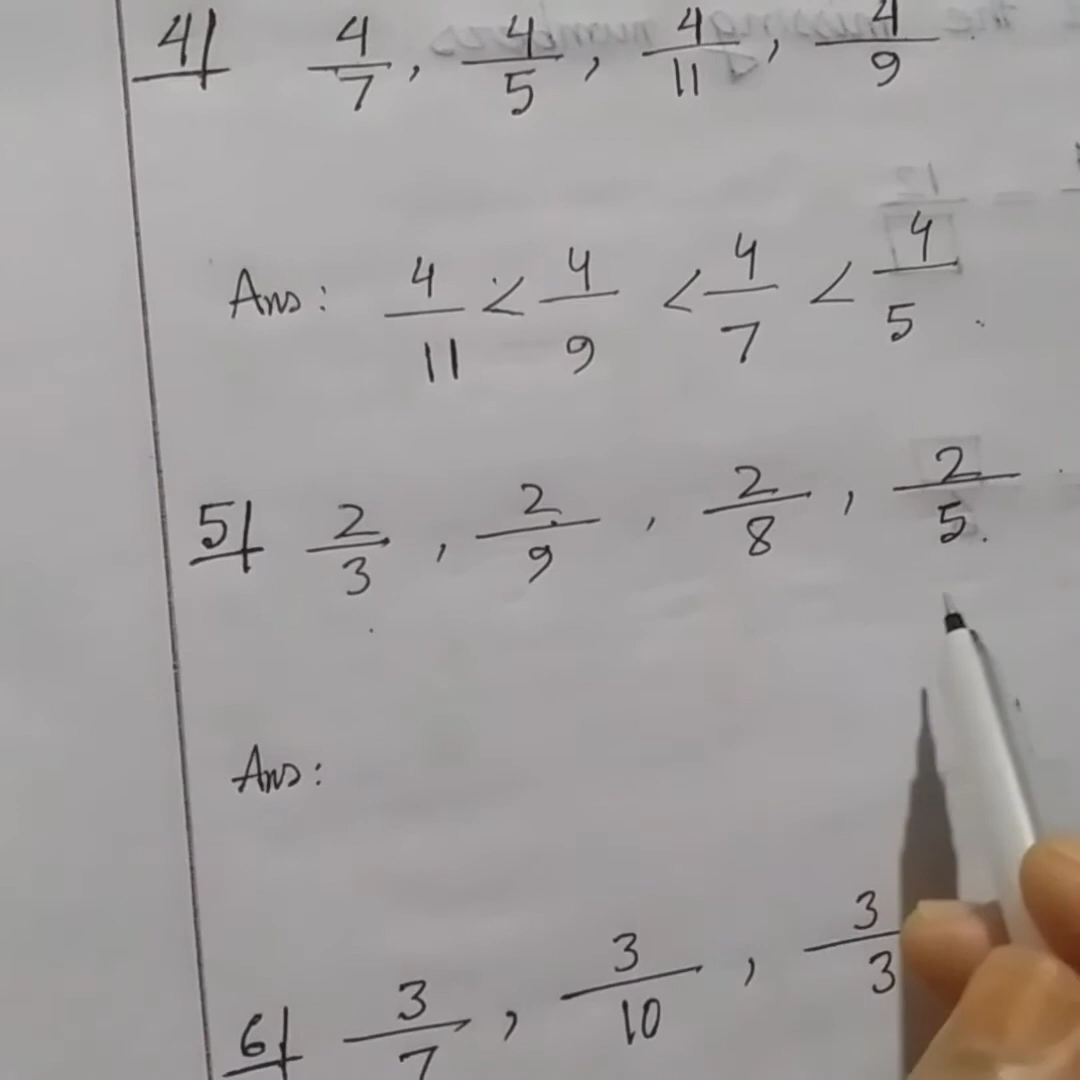 4) 4/7, 4/5, 4/11, 4/9
Ans: 4/11 < 4/9 < 4/7 < 4/5.
5) 2/3, 2/9, 2/8, 2/5.
Ans:
6) 3/7, 3/10, 3/3